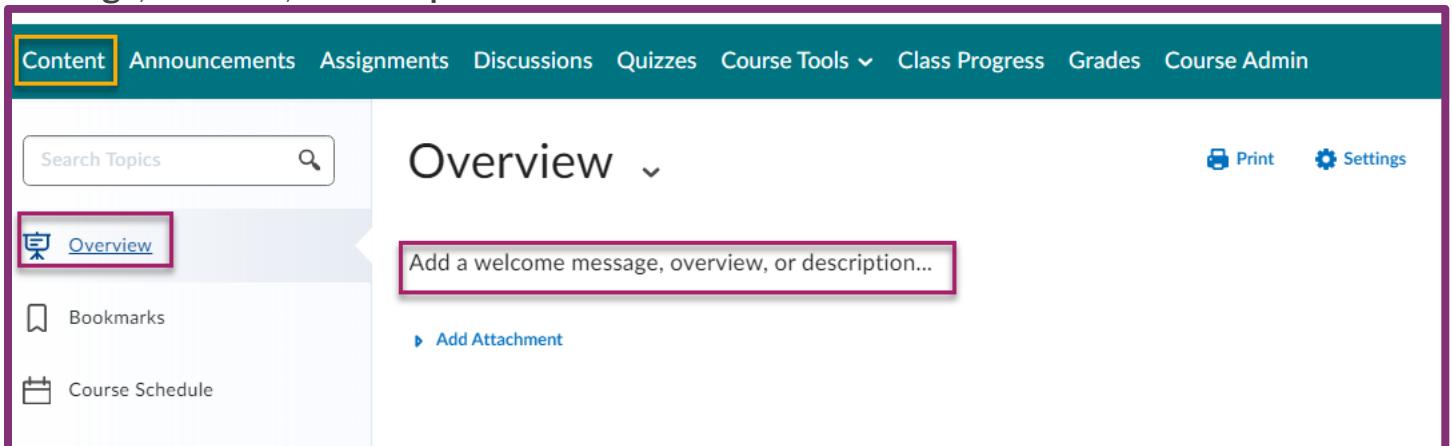 Content Announcements Assignments Discussions Quizzes Course Tools Class Progress Grades Course Admin
Search Topics
Overview
Print Settings
Overview
Add a welcome message, overview, or description...
Bookmarks
Add Attachment
Course Schedule